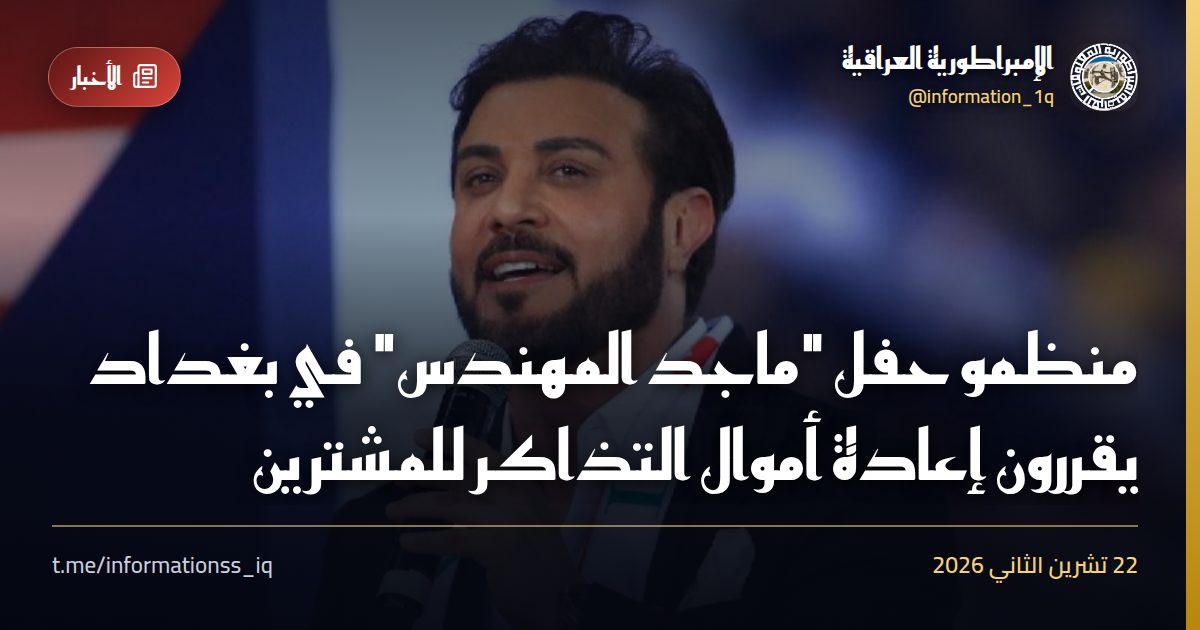 الإمبراطورية العراقية
@information_1q
الأخبار
منظمو حفل "ماجد المهندس" في بغداد
يقررون إعادة أموال التذاكر للمشترين
22 تشرين الثاني 2026
t.me/informationss_iq